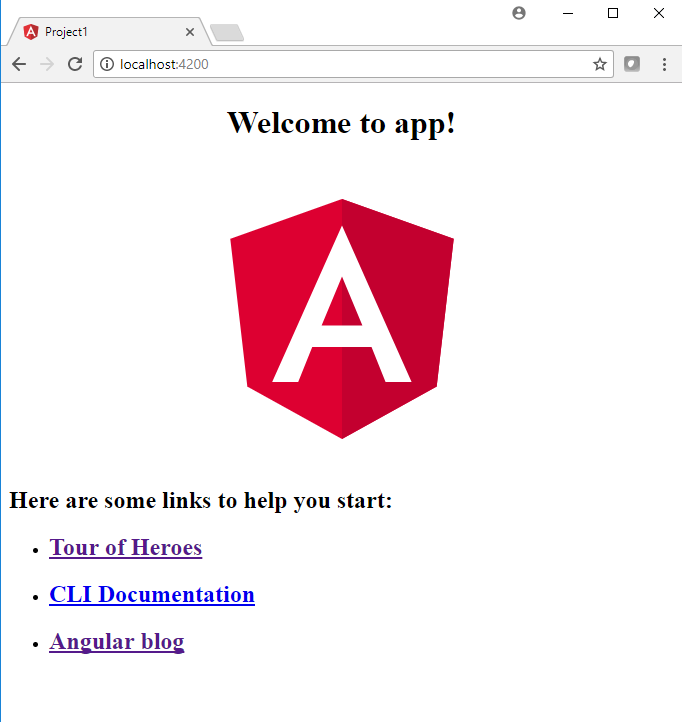 Project1
localhost:4200
Welcome to app!
A
Here are some links to help you start:
Tour of Heroes
CLI Documentation
Angular blog